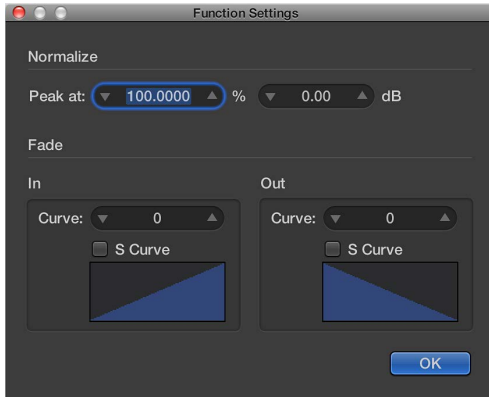 Function Settings
Normalize
Peak at: 100.0000 % 0.00 dB
Fade
In Out
Curve: 0 Curve: 0
S Curve S Curve
OK